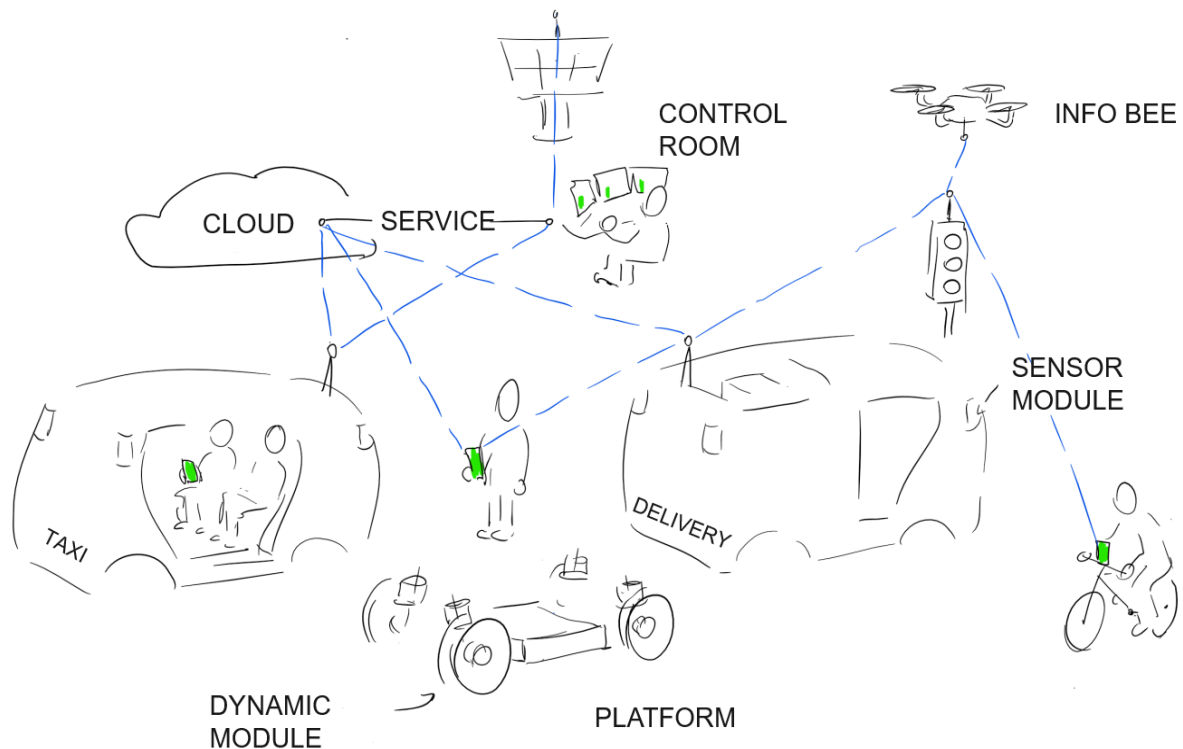 CONTROL
ROOM
INFO BEE
CLOUD
SERVICE
SENSOR
MODULE
TAXI
DELIVERY
DYNAMIC
MODULE
PLATFORM